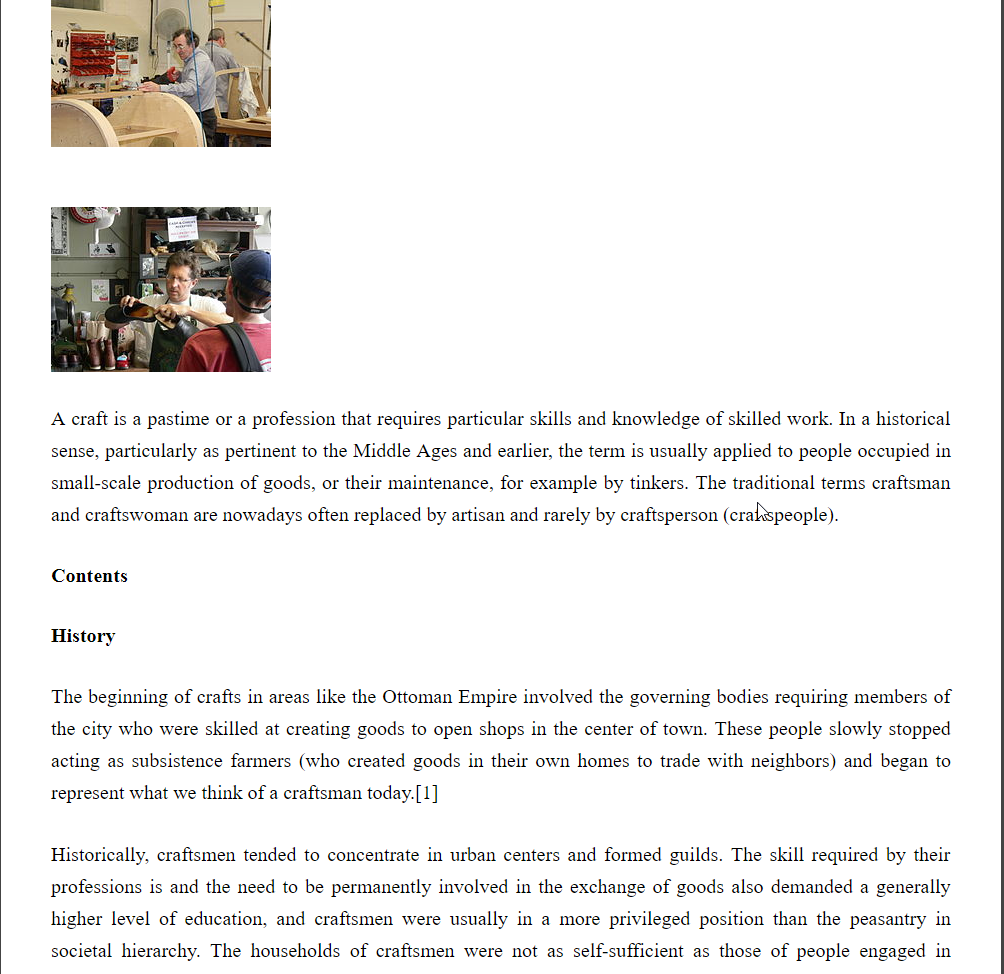 A craft is a pastime or a profession that requires particular skills and knowledge of skilled work. In a historical
sense, particularly as pertinent to the Middle Ages and earlier, the term is usually applied to people occupied in
small-scale production of goods, or their maintenance, for example by tinkers. The traditional terms craftsman
and craftswoman are nowadays often replaced by artisan and rarely by craftsperson (craftspeople).
Contents
History
The beginning of crafts in areas like the Ottoman Empire involved the governing bodies requiring members of
the city who were skilled at creating goods to open shops in the center of town. These people slowly stopped
acting as subsistence farmers (who created goods in their own homes to trade with neighbors) and began to
represent what we think of a craftsman today.[1]
Historically, craftsmen tended to concentrate in urban centers and formed guilds. The skill required by their
professions is and the need to be permanently involved in the exchange of goods also demanded a generally
higher level of education, and craftsmen were usually in a more privileged position than the peasantry in
societal hierarchy. The households of craftsmen were not as self-sufficient as those of people engaged in